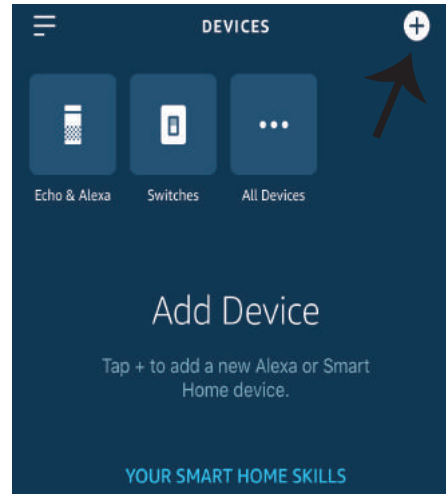 DEVICES
Echo & Alexa
Switches
All Devices
Add Device
Tap + to add a new Alexa or Smart
Home device.
YOUR SMART HOME SKILLS